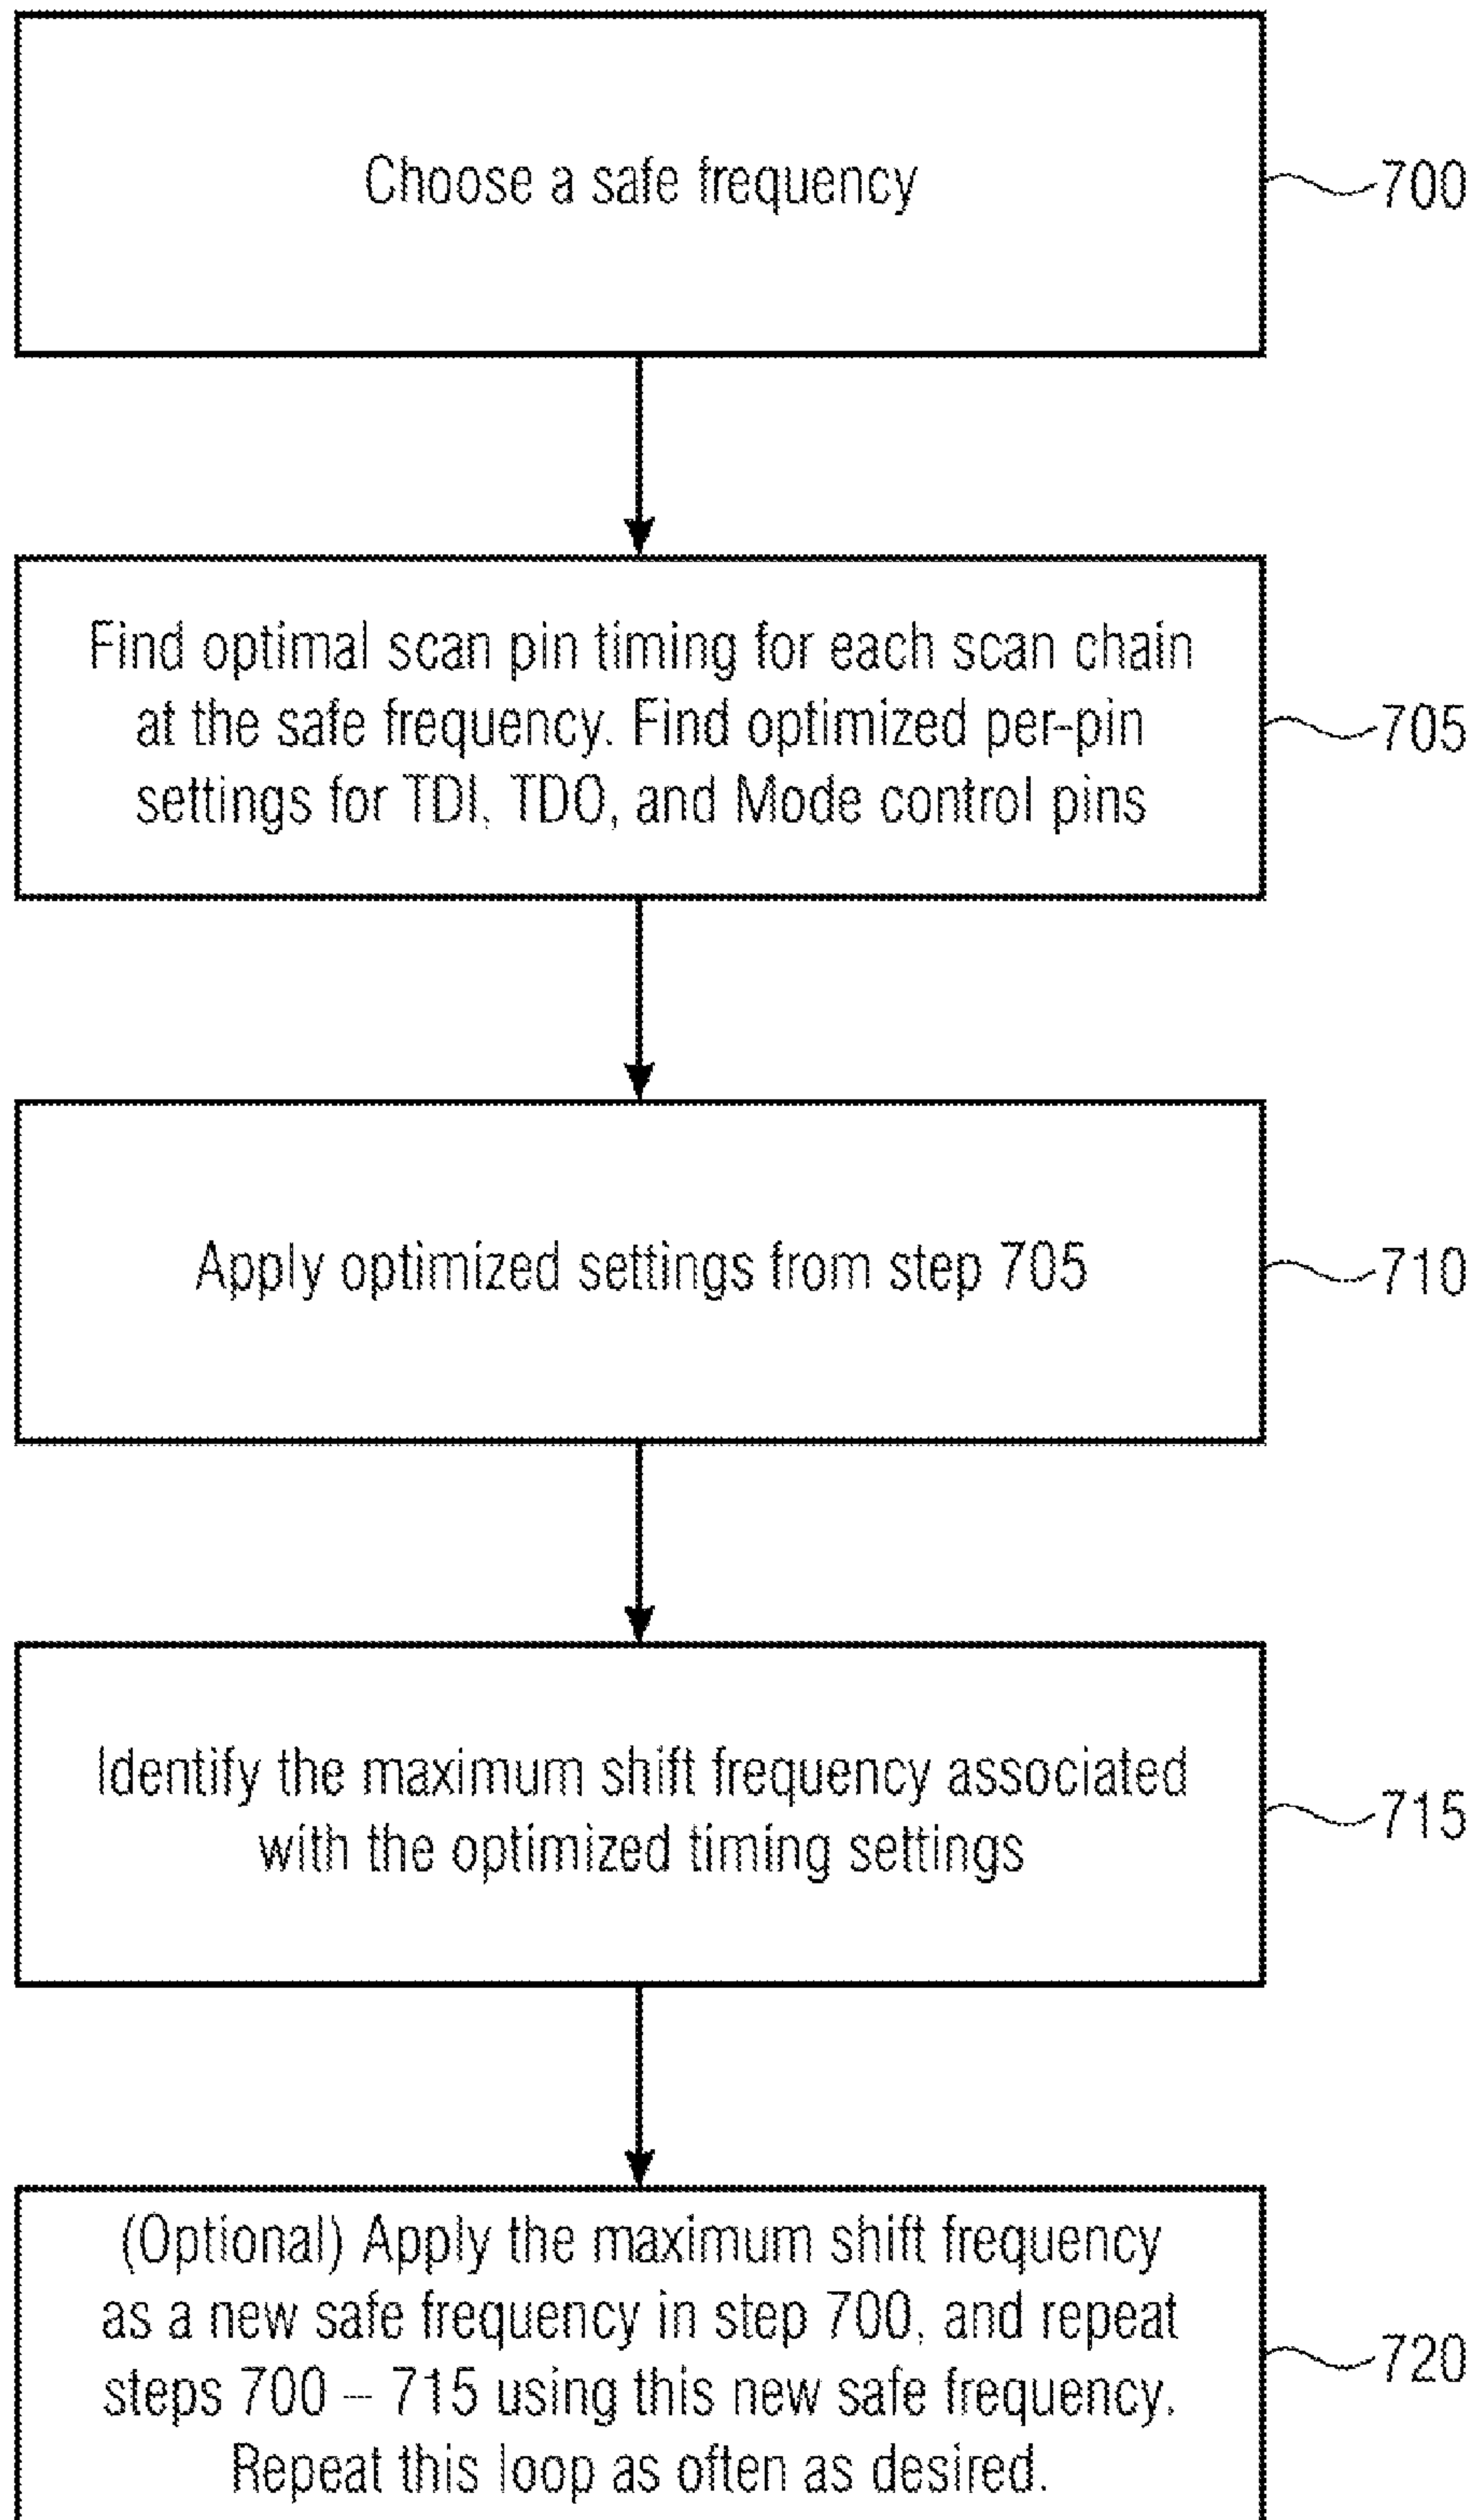 Choose a safe frequency
700
Find optimal scan pin timing for each scan chain
at the safe frequency. Find optimized per-pin
settings for TDI, TDO, and Mode control pins
705
Apply optimized settings from step 705
710
Identify the maximum shift frequency associated
with the optimized timing settings
715
(Optional) Apply the maximum shift frequency
as a new safe frequency in step 700, and repeat
steps 700 – 715 using this new safe frequency.
Repeat this loop as often as desired.
720